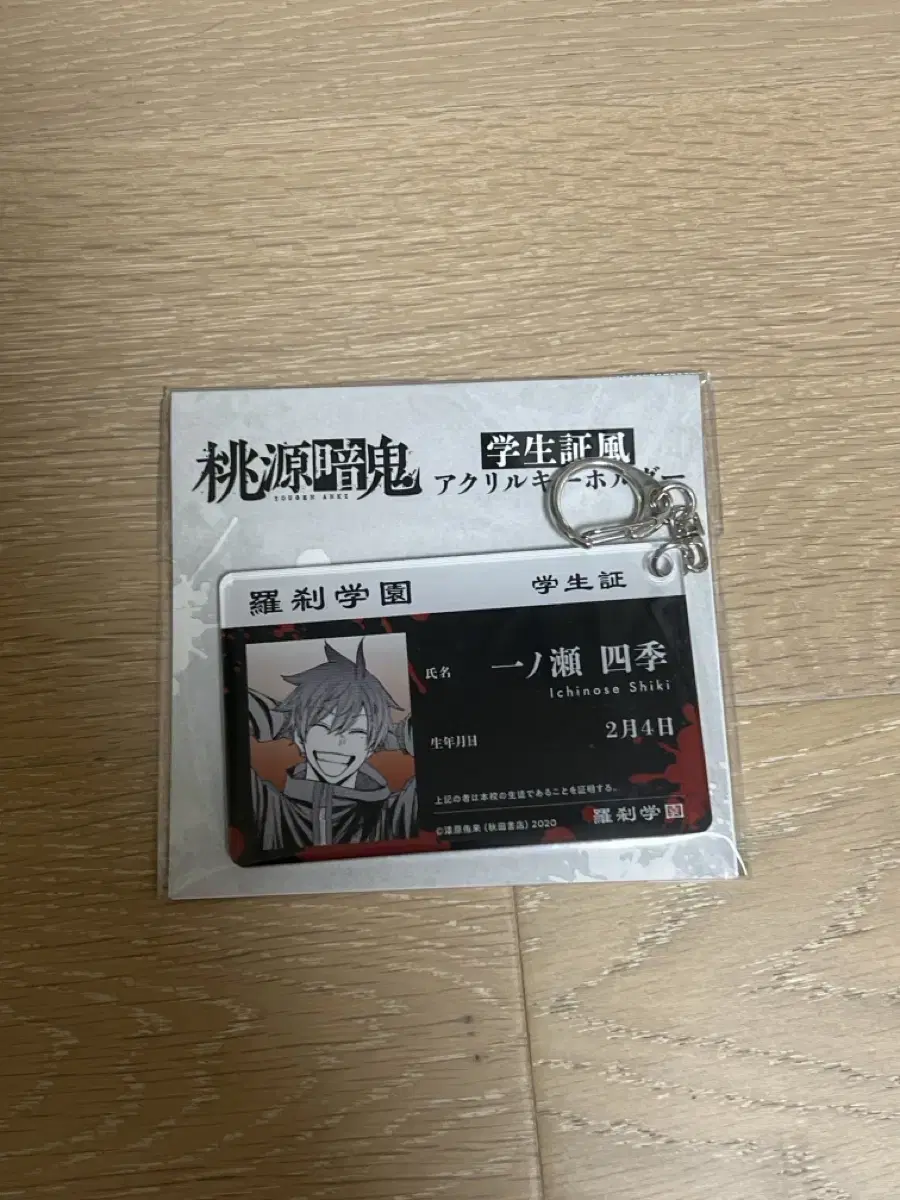 桃源暗鬼
TOUGEN ANKI
学生証風
アクリルキーホルダー
羅刹学園
学生証
氏名
一ノ瀬 四季
Ichinose Shiki
生年月日
2月4日
上記の者は本校の生徒であることを証明する。
©漆原侑来（秋田書店）2020
羅刹学園